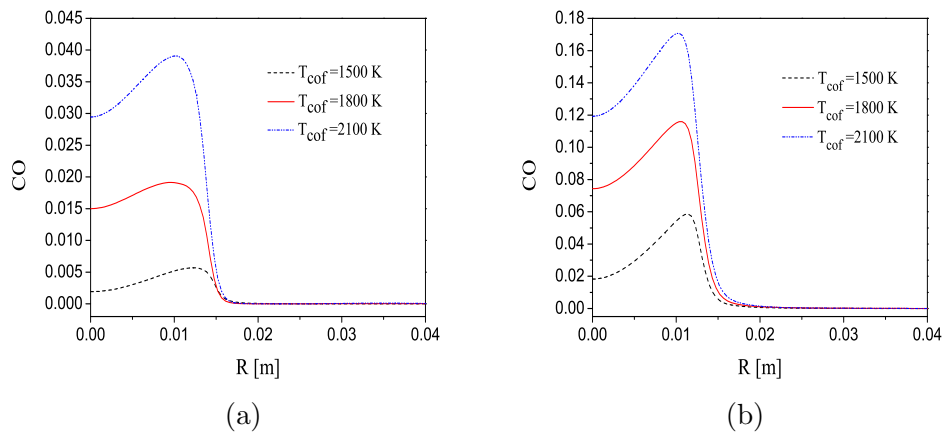 0.045
0.040
0.035
0.030
0.025
0.020
0.015
0.010
0.005
0.000
CO
T_cof=1500 K
T_cof=1800 K
T_cof=2100 K
0.00 0.01 0.02 0.03 0.04
R [m]
(a)
0.18
0.16
0.14
0.12
0.10
0.08
0.06
0.04
0.02
0.00
CO
T_cof=1500 K
T_cof=1800 K
T_cof=2100 K
0.00 0.01 0.02 0.03 0.04
R [m]
(b)